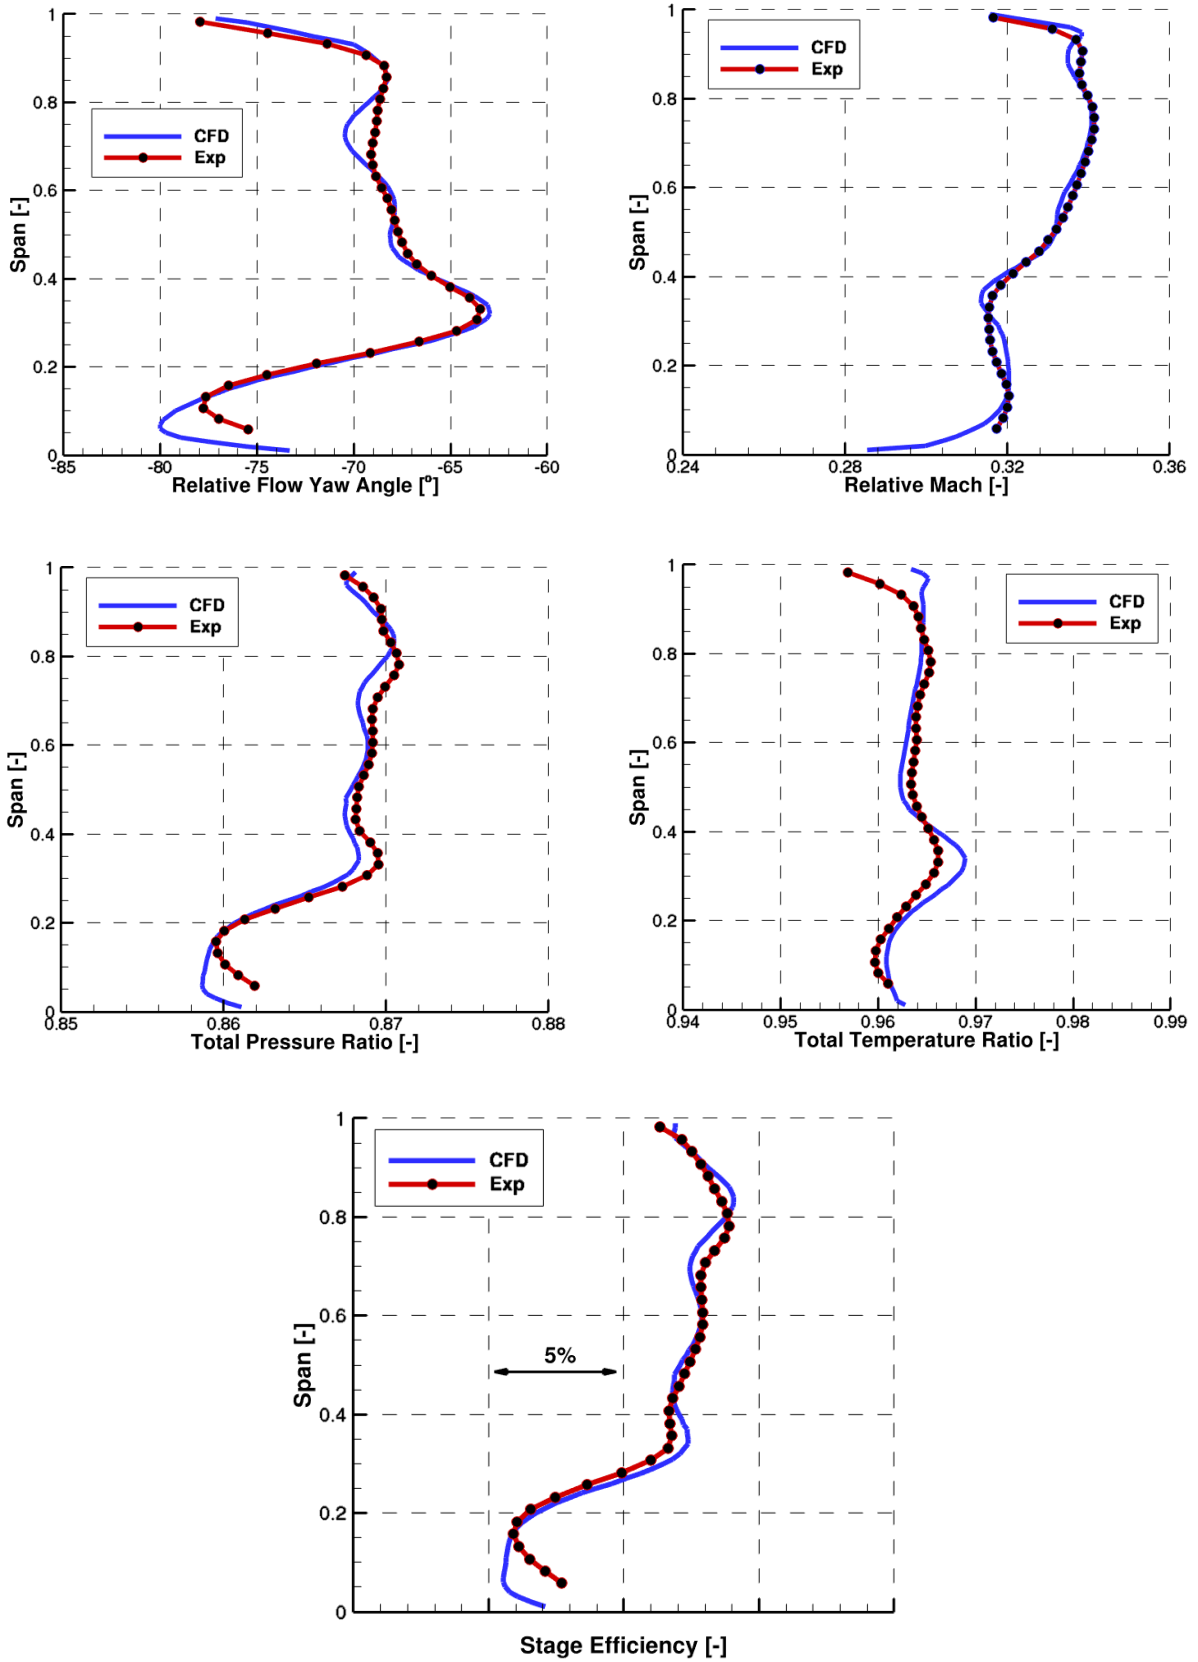 1
0.8
0.6
0.4
0.2
0
Span [-]
CFD
Exp
-85 -80 -75 -70 -65 -60
Relative Flow Yaw Angle [º]
1
0.8
0.6
0.4
0.2
0
Span [-]
CFD
Exp
0.24 0.28 0.32 0.36
Relative Mach [-]
1
0.8
0.6
0.4
0.2
0
Span [-]
CFD
Exp
0.85 0.86 0.87 0.88
Total Pressure Ratio [-]
1
0.8
0.6
0.4
0.2
0
Span [-]
CFD
Exp
0.94 0.95 0.96 0.97 0.98 0.99
Total Temperature Ratio [-]
1
0.8
0.6
0.4
0.2
0
Span [-]
CFD
Exp
5%
Stage Efficiency [-]